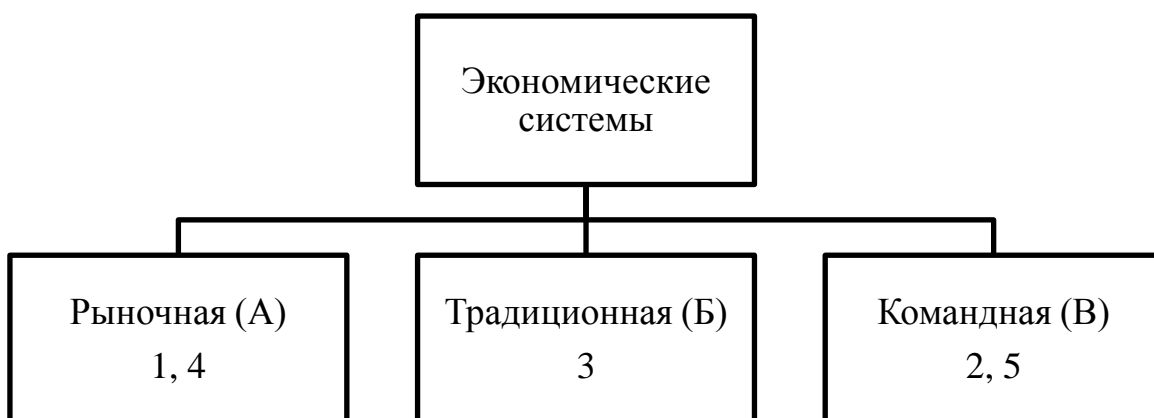 Экономические
системы
Рыночная (А)
1, 4
Традиционная (Б)
3
Командная (В)
2, 5